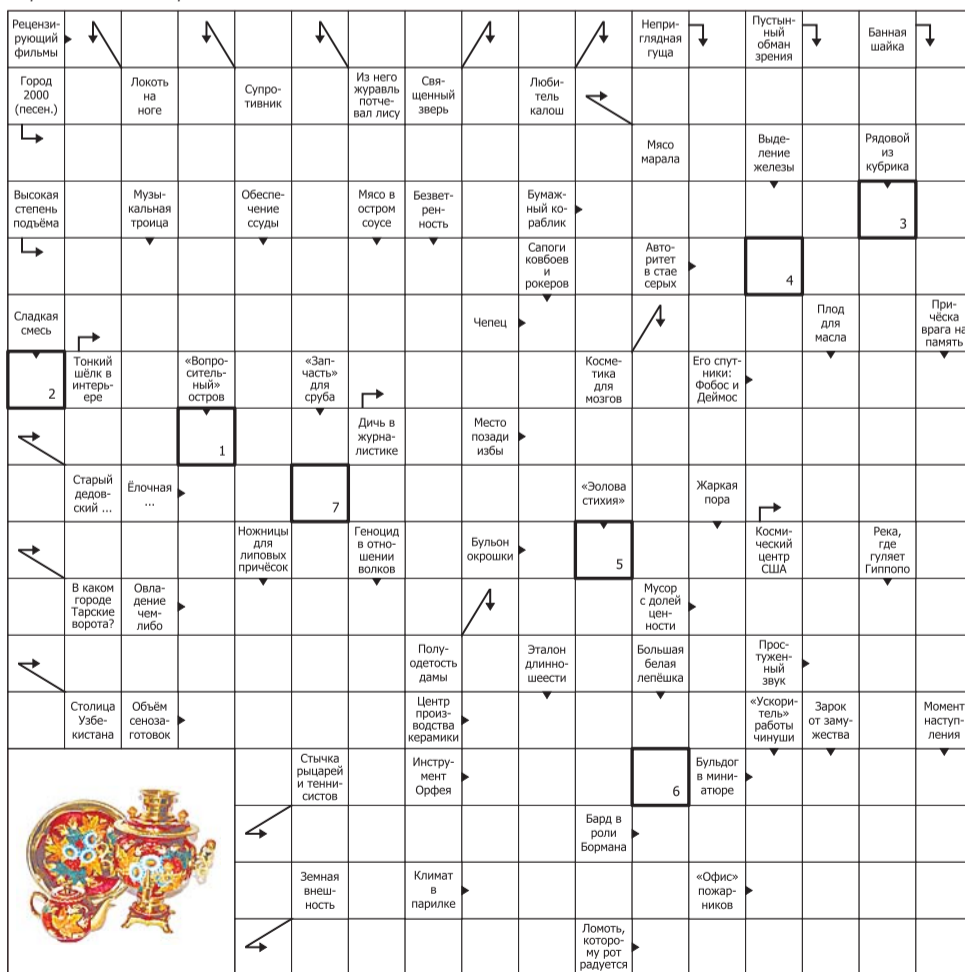 Рецензи-
рующий
фильмы
Непри-
глядная
гуща
Пустын-
ный
обман
зрения
Банная
шайка
Город
2000
(песен.)
Локоть
на
ноге
Супро-
тивник
Из него
журавль
потче-
вал лису
Свя-
щенный
зверь
Люби-
тель
калош
Мясо
марала
Выде-
ление
железы
Рядовой
из
кубрика
Высокая
степень
подъёма
Музы-
кальная
троица
Обеспе-
чение
ссуды
Мясо в
остром
соусе
Безвет-
рен-
ность
Бумаж-
ный ко-
раблик
3
Сапоги
ковбоев
и
рокеров
Авто-
ритет
в стае
серых
4
Сладкая
смесь
Чепец
Плод
для
масла
При-
чёска
врага на
память
2
Тонкий
шёлк в
интерь-
ере
«Вопро-
ситель-
ный»
остров
«Зап-
часть»
для
сруба
Косме-
тика
для
мозгов
Его спут-
ники:
Фобос и
Деймос
1
Дичь в
журна-
листике
Место
позади
избы
Старый
дедов-
ский ...
Ёлочная
...
7
«Эолова
стихия»
Жаркая
пора
Ножницы
для
липовых
причёсок
Геноцид
в отно-
шении
волков
Бульон
окрошки
5
Косми-
ческий
центр
США
Река,
где
гуляет
Гиппопо
В каком
городе
Тарские
ворота?
Овла-
дение
чем-
либо
Мусор
с долей
цен-
ности
Полу-
одетость
дамы
Эталон
длинно-
шеести
Большая
белая
лепёшка
Прос-
тужен-
ный
звук
Столица
Узбе-
кистана
Объём
сеноза-
готовок
Центр
произ-
водства
керамики
«Ускори-
тель»
работы
чинуши
Зарок
от заму-
жества
Момент
наступ-
ления
Стычка
рыцарей
и тенни-
систов
Инстру-
мент
Орфея
6
Бульдог
в мини-
атюре
Бард в
роли
Бормана
Земная
внеш-
ность
Климат
в
парилке
«Офис»
пожар-
ников
Ломоть,
которо-
му рот
радуется